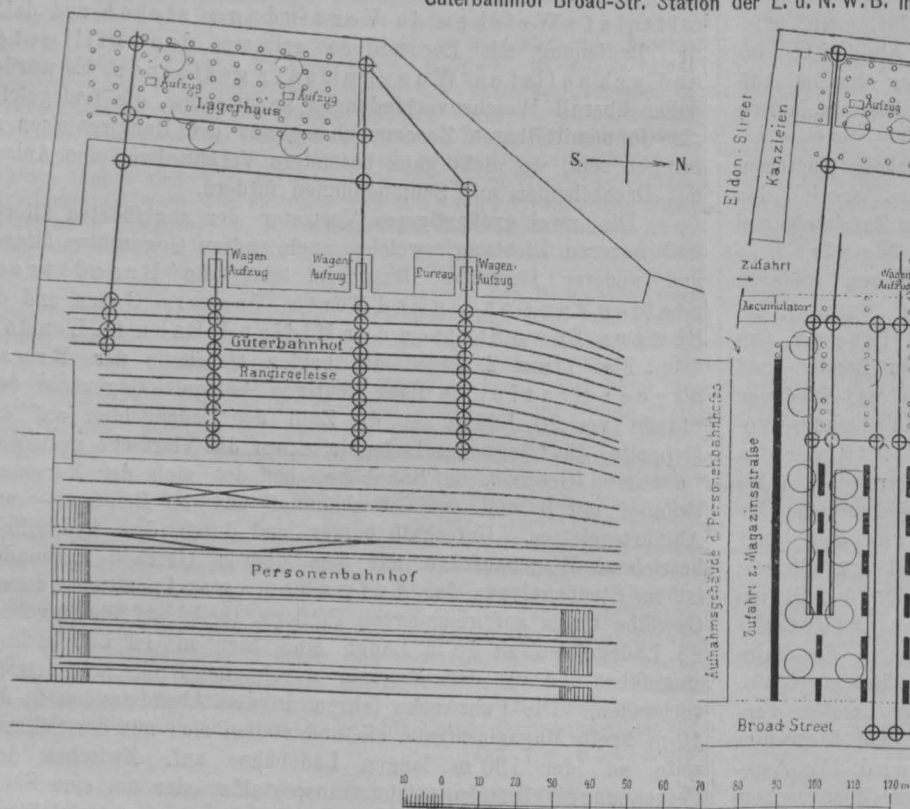 Güterbahnhof Broad-Str. Station der L. u. N. W. B. in
Aufzug
Aufzug
Lagerhaus
S. N.
Eldon-Street
Kanzleien
Aufzug
Wagen
Aufzug
Wagen-
Aufzug
Bureau
Wagen-
Aufzug
Zufahrt
Accumulator
Wagen
Aufzug
Güterbahnhof
Rangirgeleise
Personenbahnhof
Aufnahmsgebäude d. Personenbahnhofes
Zufahrt z. Magazinsstraße
Broad-Street
10 0 10 20 30 40 50 60 70 80 90 100 110 120 m